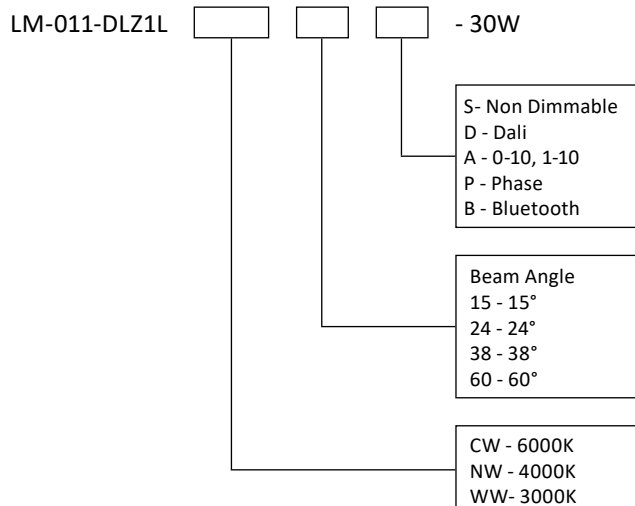 LM-011-DLZ1L - 30W
S- Non Dimmable
D - Dali
A - 0-10, 1-10
P - Phase
B - Bluetooth
Beam Angle
15 - 15°
24 - 24°
38 - 38°
60 - 60°
CW - 6000K
NW - 4000K
WW- 3000K